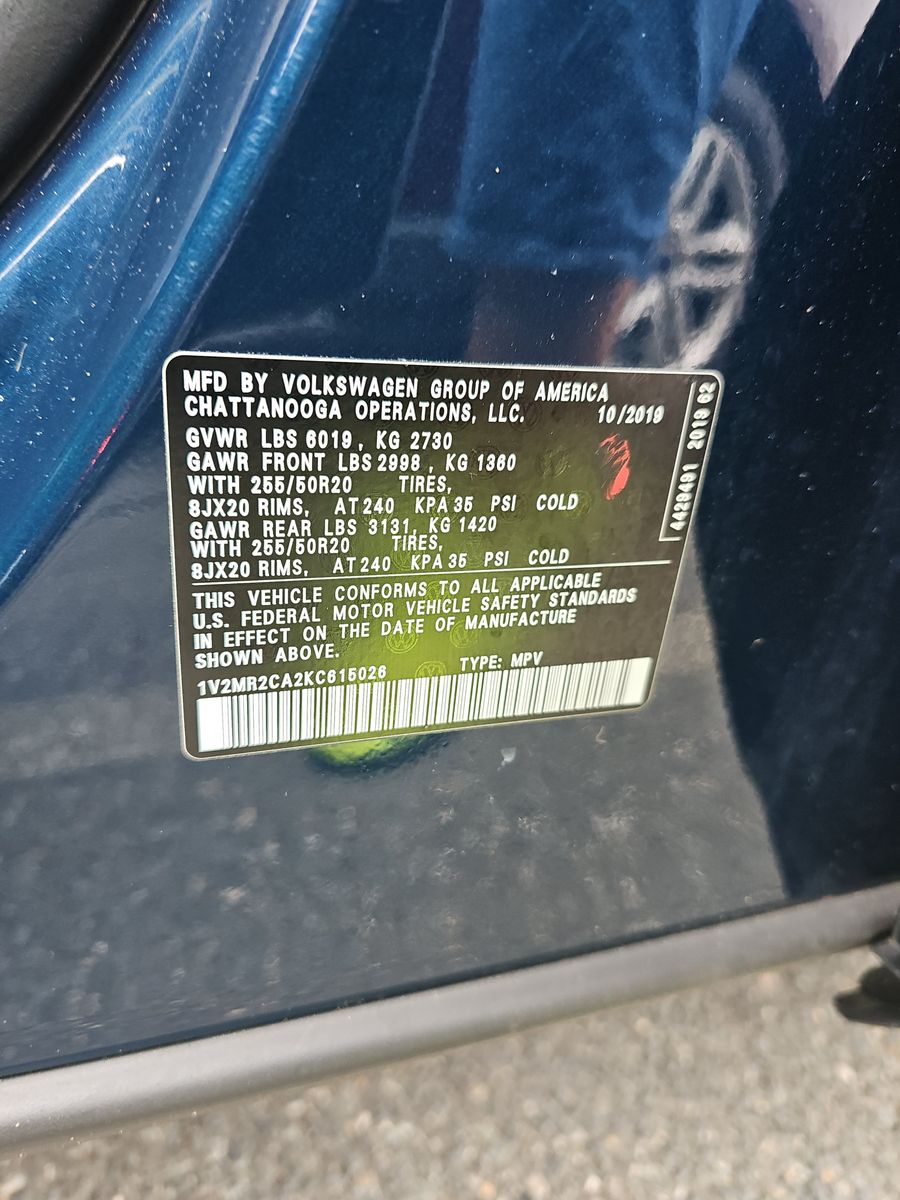 MFD BY VOLKSWAGEN GROUP OF AMERICA
CHATTANOOGA OPERATIONS, LLC. 10/2019
GVWR LBS 6019, KG 2730
GAWR FRONT LBS 2998, KG 1360
WITH 255/50R20 TIRES,
8JX20 RIMS, AT 240 KPA 35 PSI COLD
GAWR REAR LBS 3131, KG 1420
WITH 255/50R20 TIRES,
8JX20 RIMS, AT 240 KPA 35 PSI COLD
THIS VEHICLE CONFORMS TO ALL APPLICABLE
U.S. FEDERAL MOTOR VEHICLE SAFETY STANDARDS
IN EFFECT ON THE DATE OF MANUFACTURE
SHOWN ABOVE.
1V2MR2CA2KC615026 TYPE: MPV
4429491 2019 62